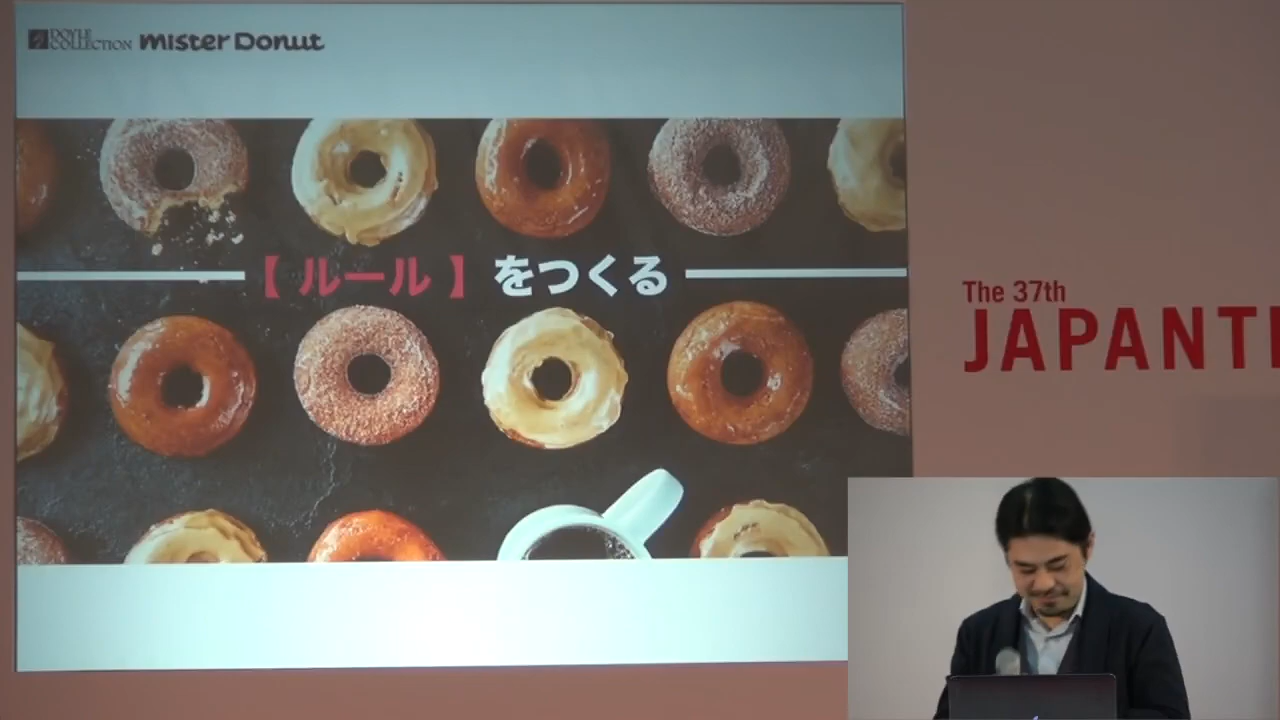 DOYLE
COLLECTION
mister Donut
【 ルール 】をつくる
The 37th
JAPANT